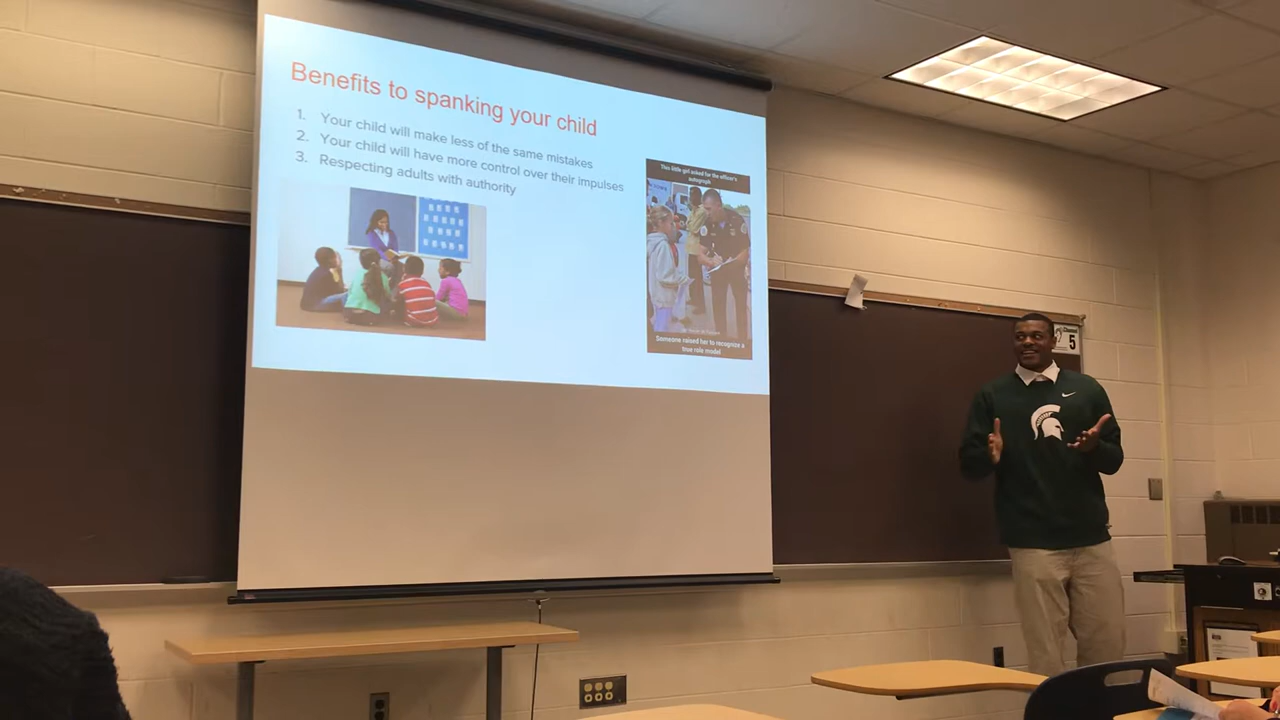 Benefits to spanking your child
1. Your child will make less of the same mistakes
2. Your child will have more control over their impulses
3. Respecting adults with authority
This little girl asked for the officer's
autograph
Someone raised her to recognize a
true role model
Channel
5